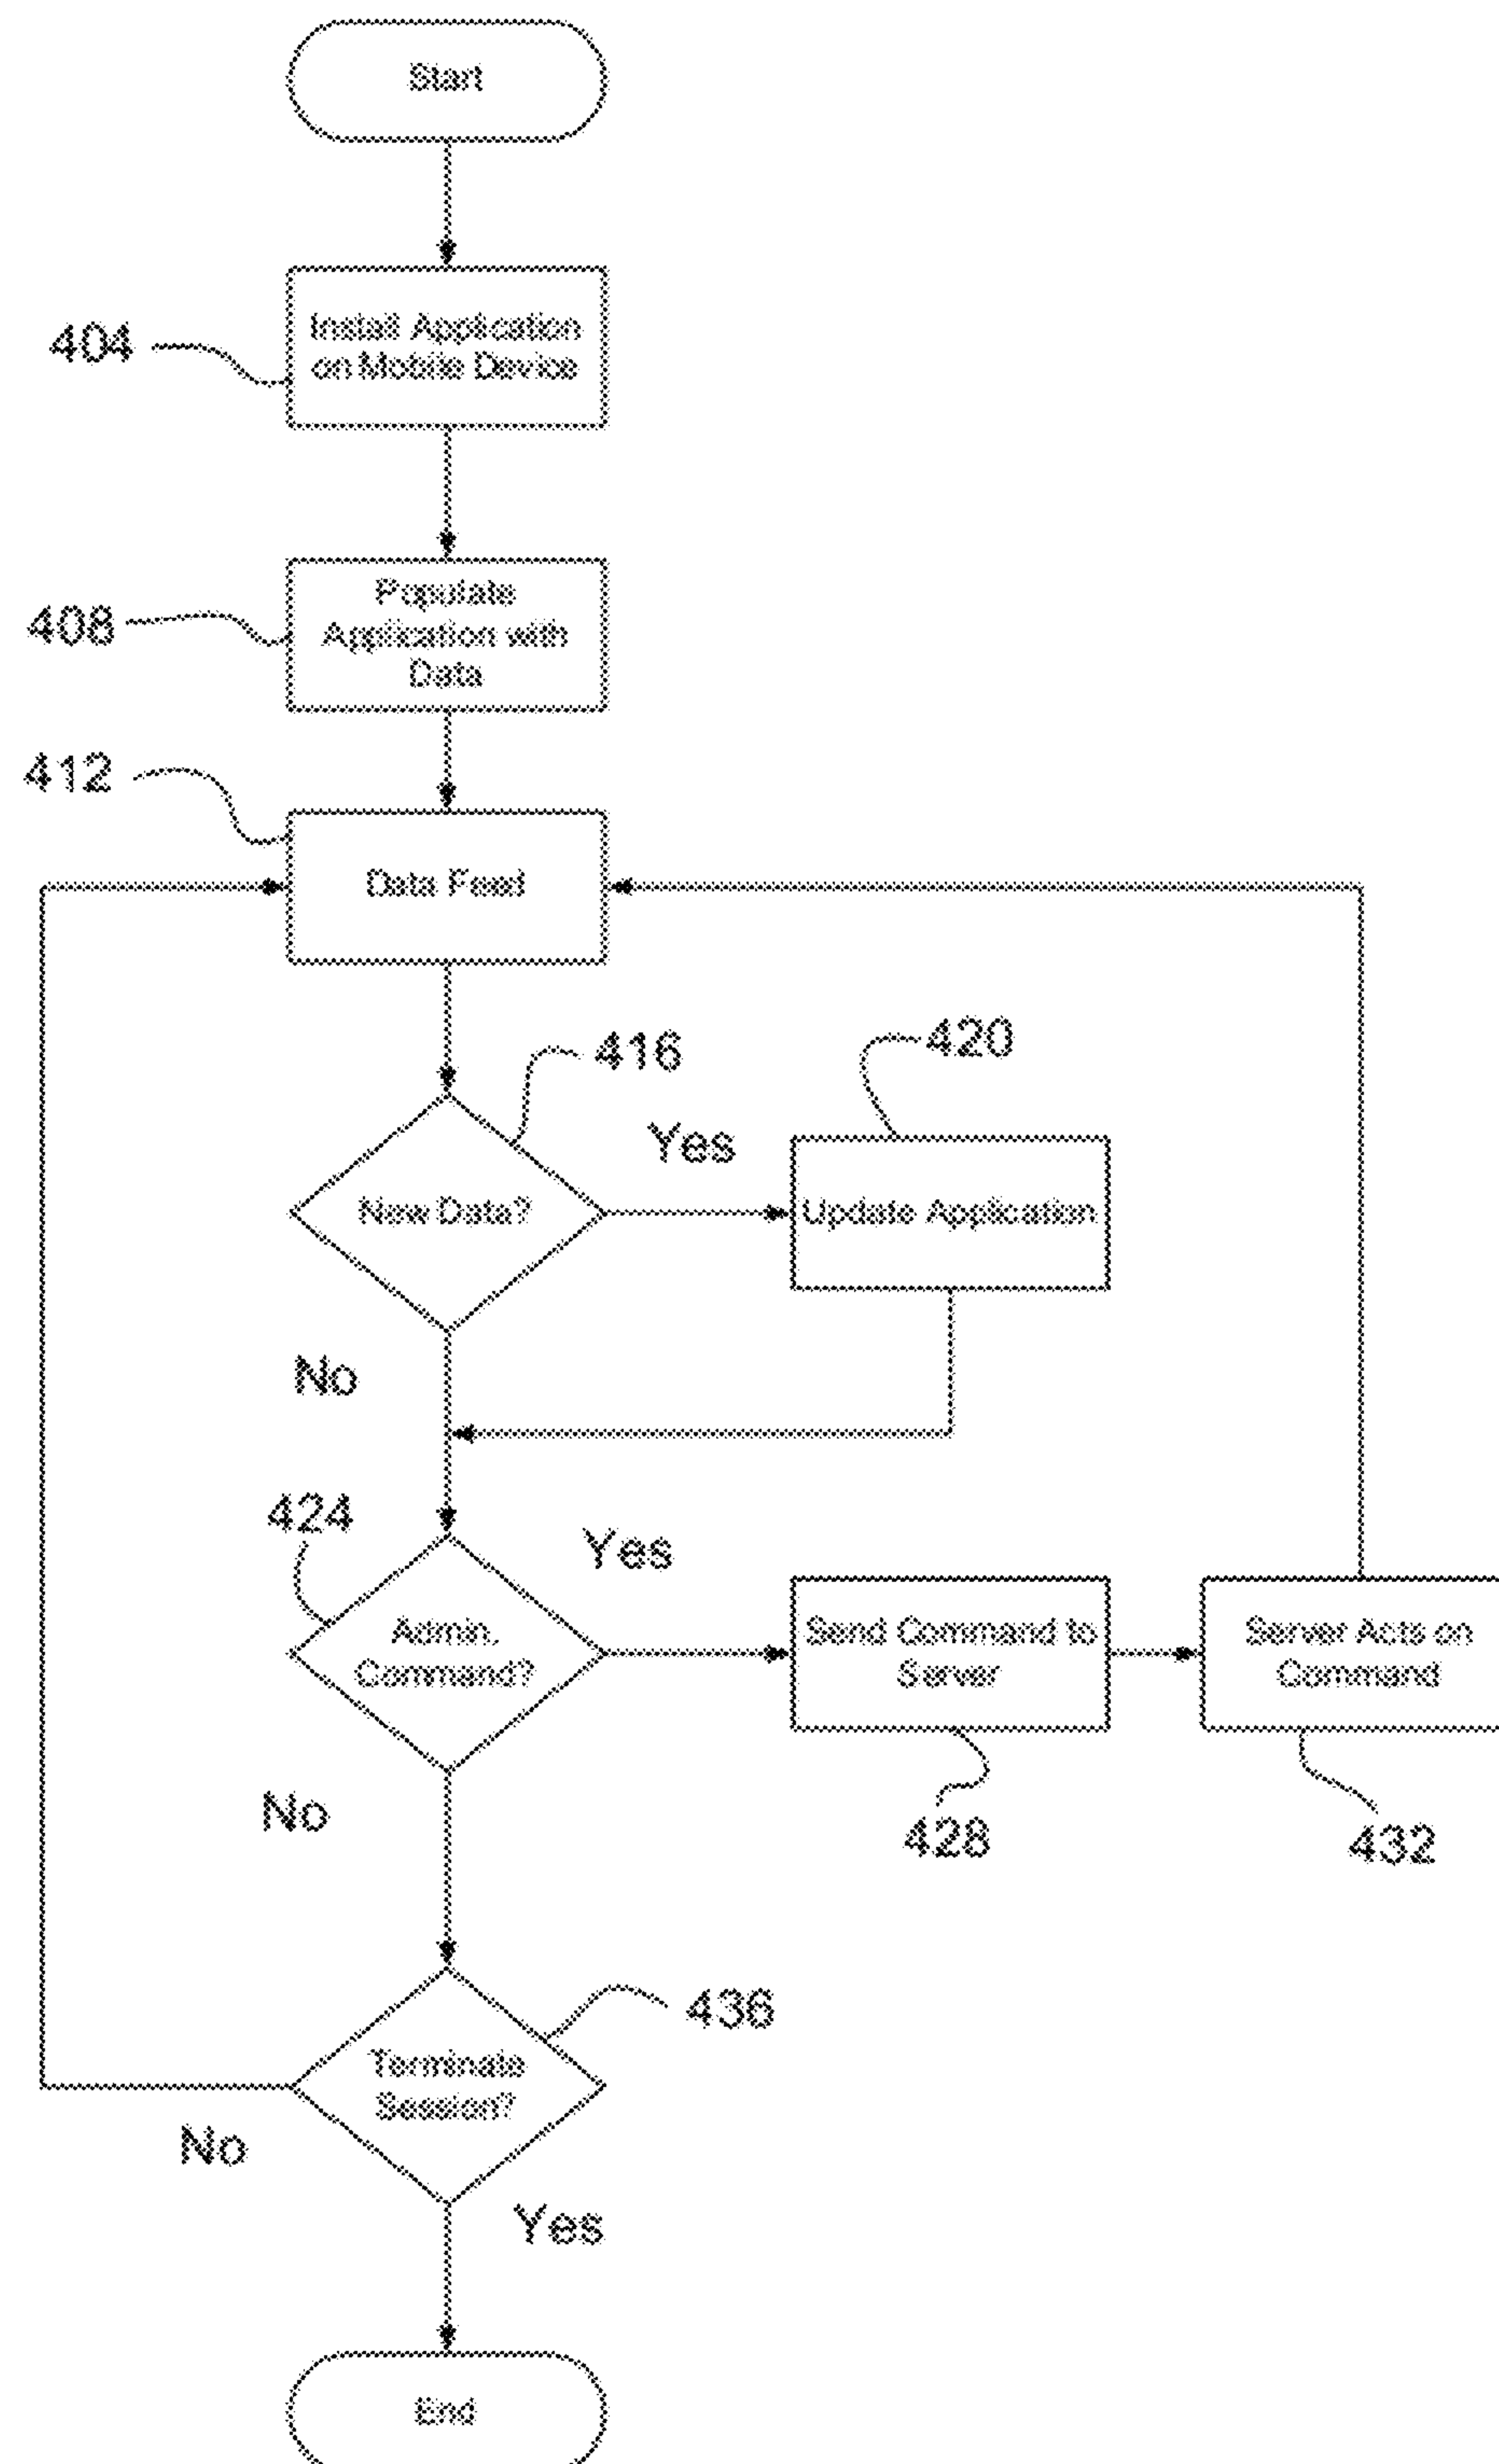 Start
404
Install Application
on Mobile Device
408
Populate
Application with
Data
412
Data Feed
416
420
Yes
New Data?
Update Application
No
424
Yes
Admin.
Command?
Send Command to
Server
Server Acts on
Command
No
428
432
436
Terminate
Session?
No
Yes
End